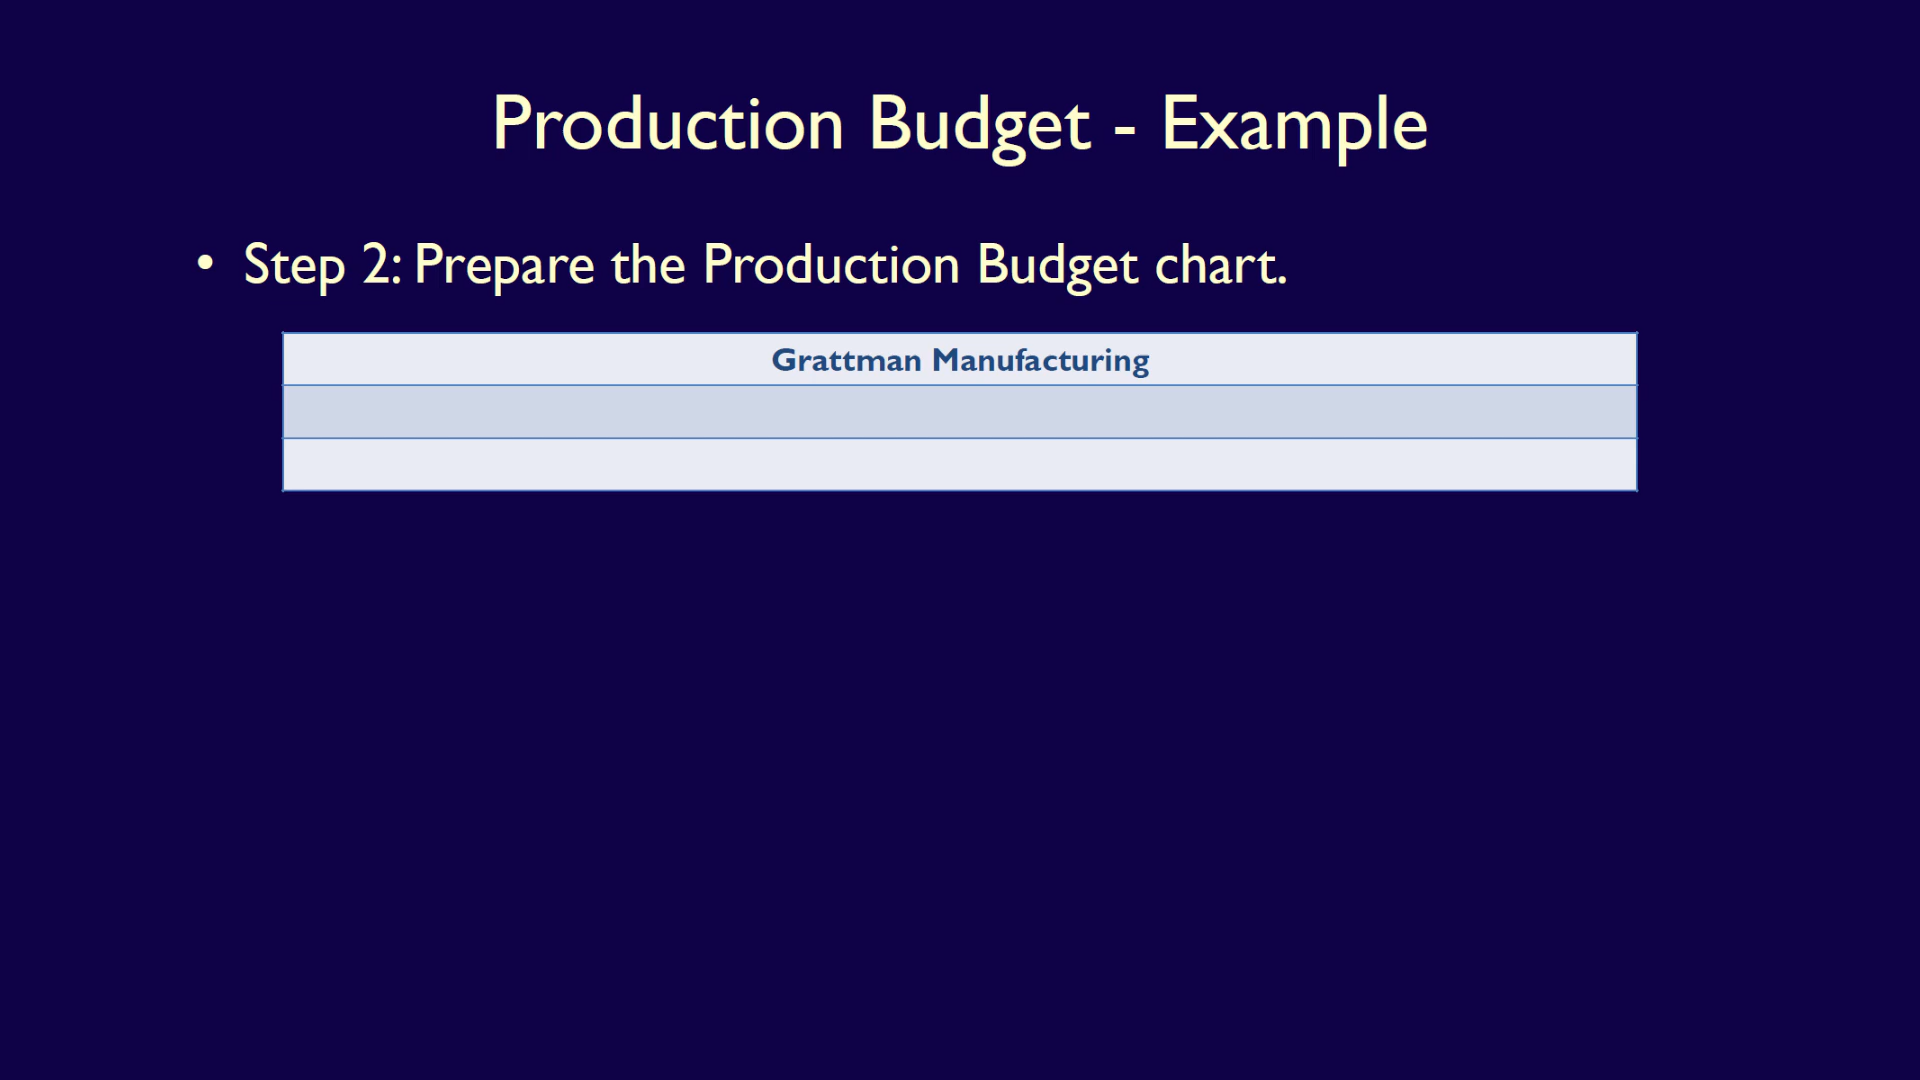 Production Budget - Example
• Step 2: Prepare the Production Budget chart.
Grattman Manufacturing